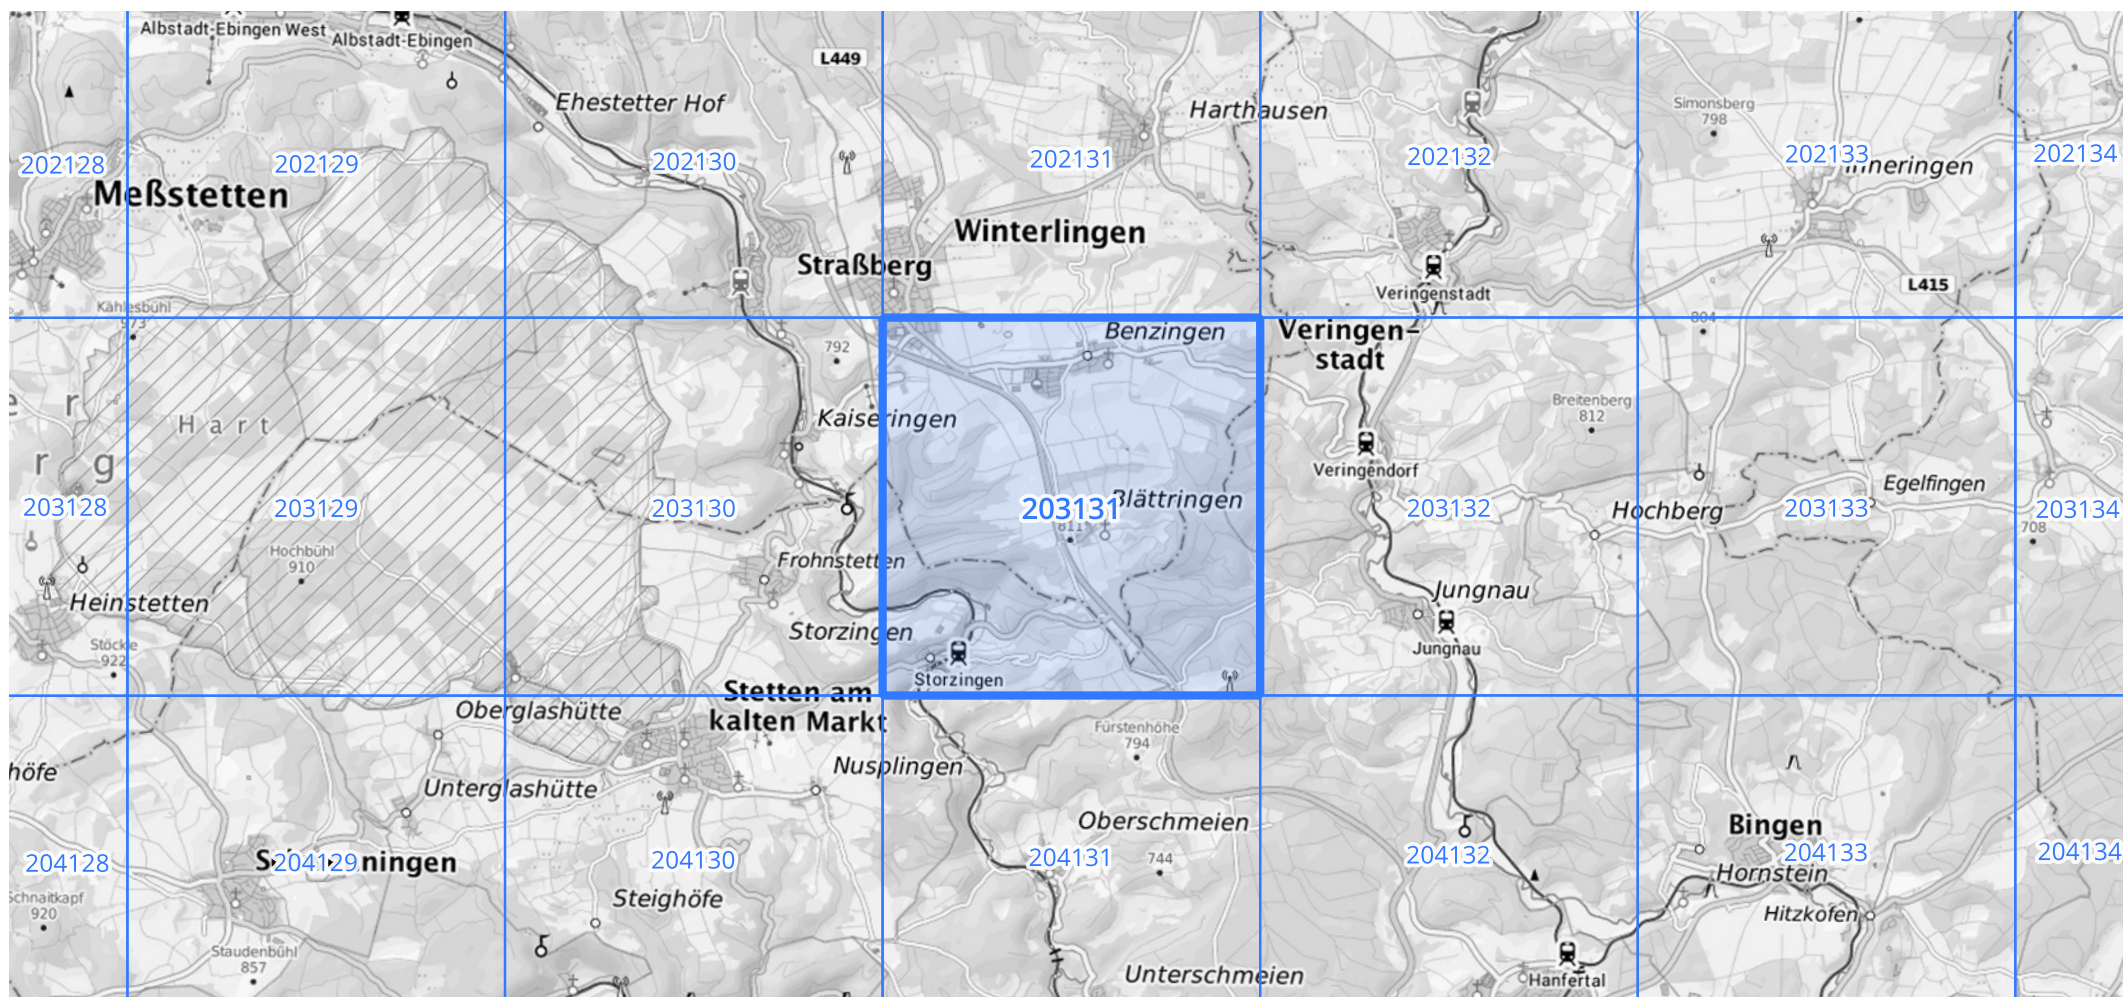 Albstadt-Ebingen West
Albstadt-Ebingen
L449
Ehestetter Hof
Harthausen
Simonsberg
798
202128
202129
202130
202131
202132
202133
202134
Meßstetten
Winterlingen
Straßberg
Veringenstadt
L415
Kählesbühl
973
Benzingen
Veringen-
stadt
804
792
Breitenberg
812
e r
Hart
Kaiseringen
r g
Veringendorf
Egelfingen
203128
203129
203130
203131
Blättringen
203132
Hochberg
203133
203134
811
708
Hochbühl
910
Frohnstetten
Heinstetten
Jungnau
Storzingen
Stöckle
922
Jungnau
Storzingen
Stetten am
kalten Markt
Oberglashütte
Fürstenhöhe
794
höfe
Nusplingen
Unterglashütte
Oberschmeien
Bingen
204128
204129
204130
204131
744
204132
204133
204134
Hornstein
Schnaitkapf
920
Steighöfe
Hitzkofen
Staudenbühl
857
Unterschmeien
Hanfertal